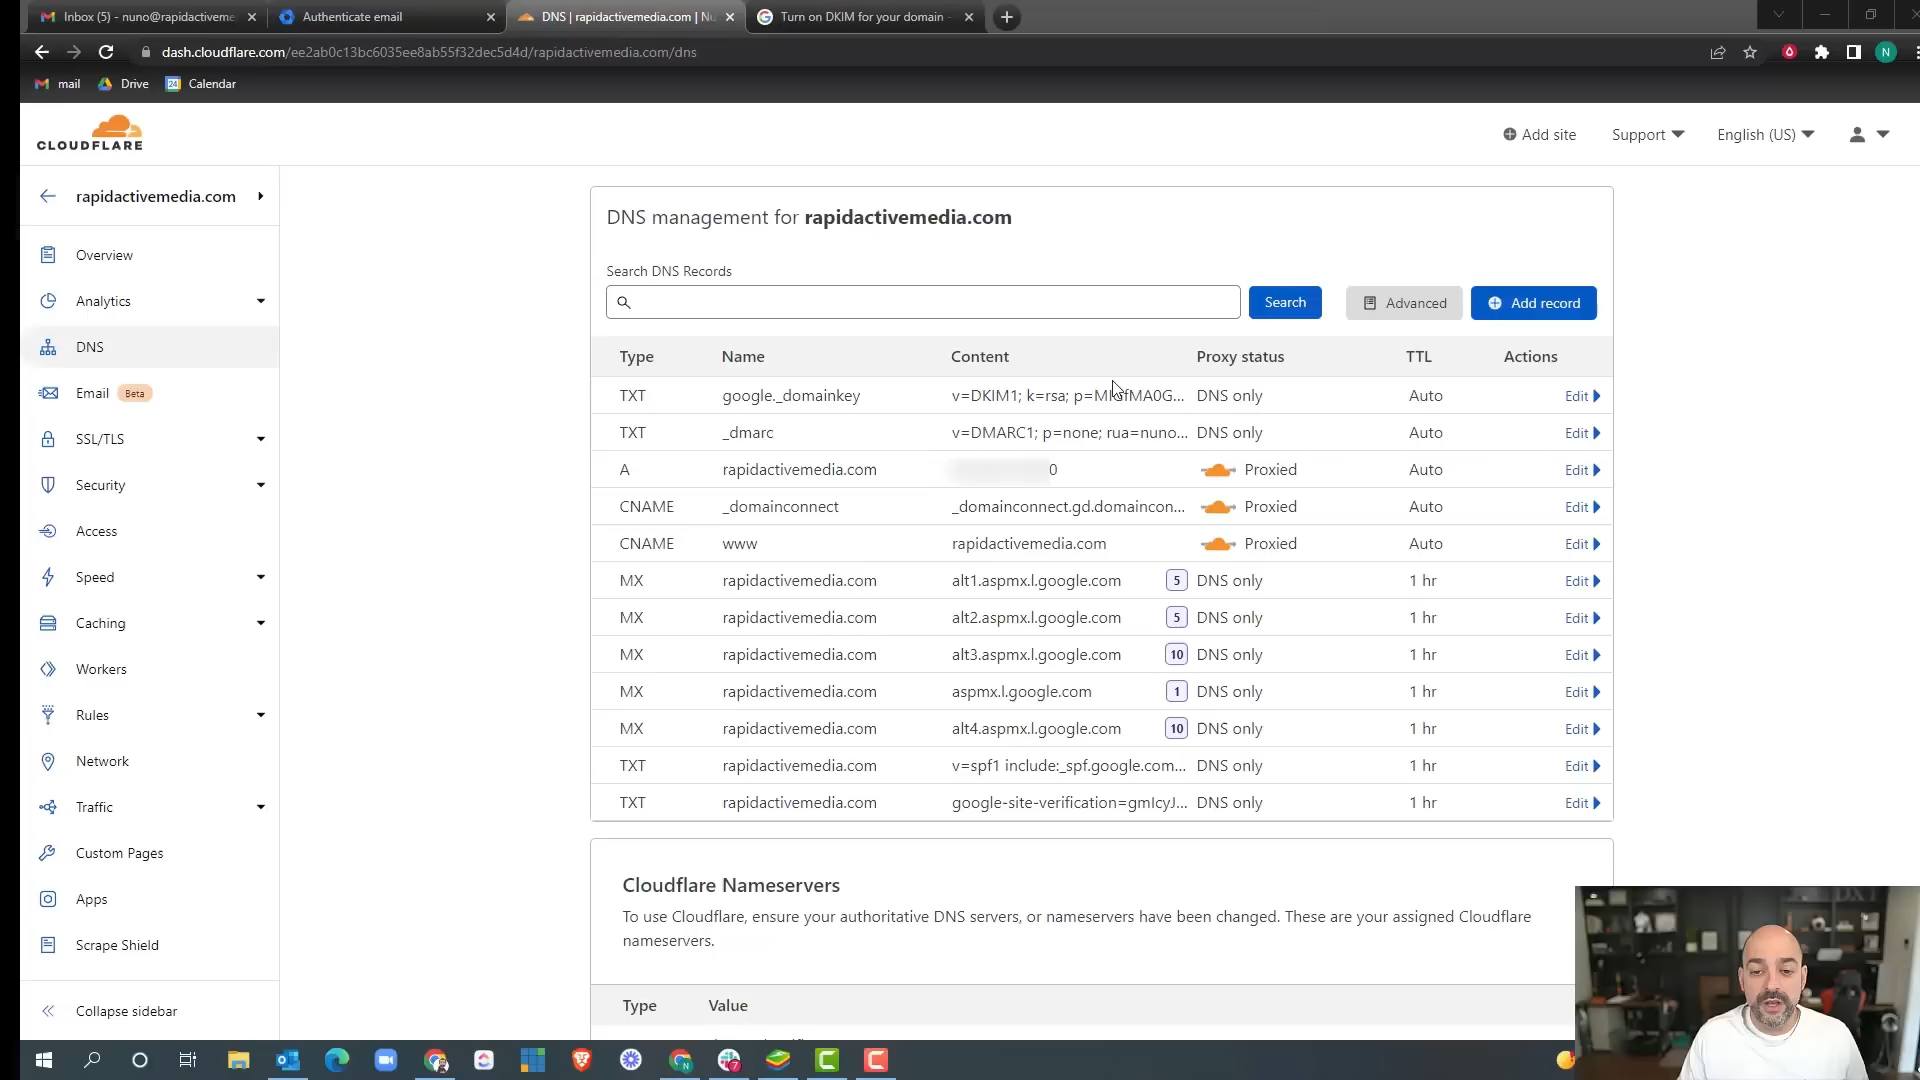 Inbox (5) - nuno@rapidactiveme
Authenticate email
DNS | rapidactivemedia.com | Nu
Turn on DKIM for your domain -
dash.cloudflare.com/ee2ab0c13bc6035ee8ab55f32dec5d4d/rapidactivemedia.com/dns
N
mail
Drive
24 Calendar
CLOUDFLARE
Add site
Support
English (US)
rapidactivemedia.com
Overview
Analytics
DNS
Email Beta
SSL/TLS
Security
Access
Speed
Caching
Workers
Rules
Network
Traffic
Custom Pages
Apps
Scrape Shield
Collapse sidebar
DNS management for rapidactivemedia.com
Search DNS Records
Search
Advanced
Add record
Type Name Content Proxy status TTL Actions
TXT google._domainkey v=DKIM1; k=rsa; DNS only Auto Edit
TXT _dmarc v=DMARC1; p=none; rua=nuno... DNS only Auto Edit
A rapidactivemedia.com 0 Proxied Auto Edit
CNAME _domainconnect _domainconnect.gd.domaincon... Proxied Auto Edit
CNAME www rapidactivemedia.com Proxied Auto Edit
MX rapidactivemedia.com alt1.aspmx.l.google.com 5 DNS only 1 hr Edit
MX rapidactivemedia.com alt2.aspmx.l.google.com 5 DNS only 1 hr Edit
MX rapidactivemedia.com alt3.aspmx.l.google.com 10 DNS only 1 hr Edit
MX rapidactivemedia.com aspmx.l.google.com 1 DNS only 1 hr Edit
MX rapidactivemedia.com alt4.aspmx.l.google.com 10 DNS only 1 hr Edit
TXT rapidactivemedia.com v=spf1 include:_spf.google.com... DNS only 1 hr Edit
TXT rapidactivemedia.com google-site-verification=gmIcyJ... DNS only 1 hr Edit
Cloudflare Nameservers
To use Cloudflare, ensure your authoritative DNS servers, or nameservers have been changed. These are your assigned Cloudflare
nameservers.
Type Value